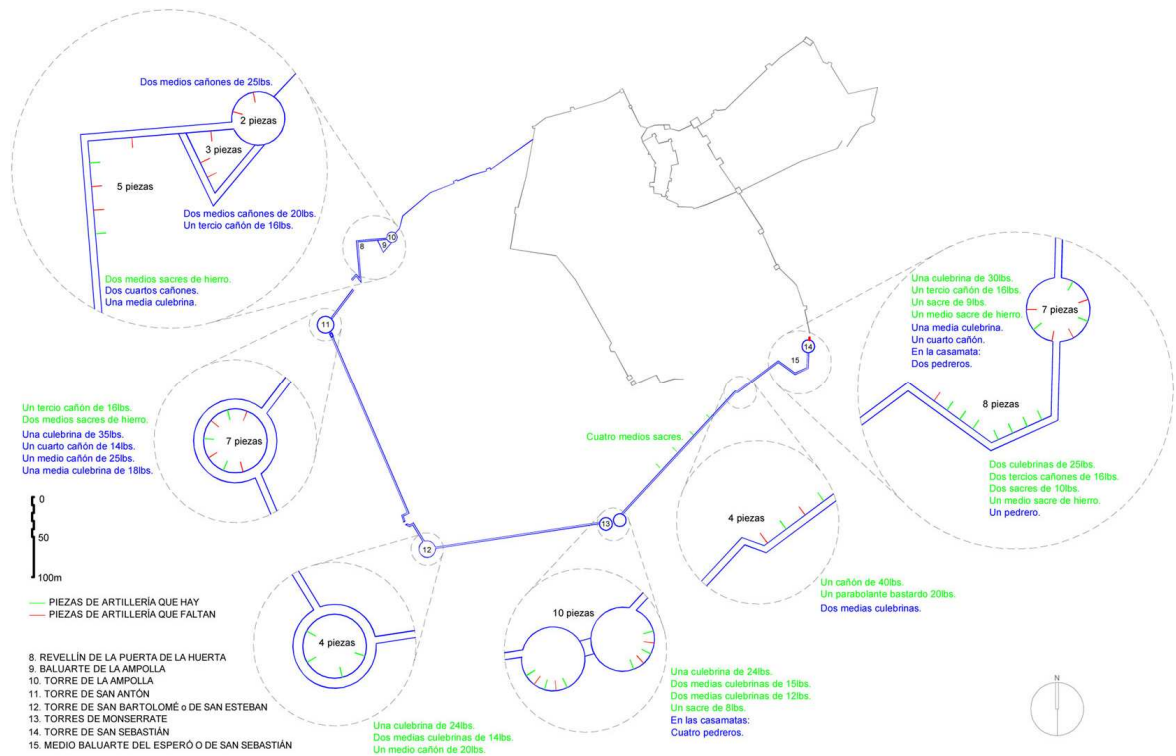 Dos medios cañones de 25lbs.
2 piezas
3 piezas
5 piezas
Dos medios cañones de 20lbs.
Un tercio cañón de 16lbs.
Dos medios sacres de hierro.
Dos cuartos cañones.
Una media culebrina.
8
9
10
11
12
13
14
15
Una culebrina de 30lbs.
Un tercio cañón de 16lbs.
Un sacre de 9lbs.
Un medio sacre de hierro.
Una media culebrina.
Un cuarto cañón.
En la casamata:
Dos pedreros.
7 piezas
8 piezas
Dos culebrinas de 25lbs.
Dos tercios cañones de 16lbs.
Dos sacres de 10lbs.
Un medio sacre de hierro.
Un pedrero.
Un tercio cañón de 16lbs.
Dos medios sacres de hierro.
Una culebrina de 35lbs.
Un cuarto cañón de 14lbs.
Un medio cañón de 25lbs.
Una media culebrina de 18lbs.
7 piezas
Cuatro medios sacres.
4 piezas
Un cañón de 40lbs.
Un parabolante bastardo 20lbs.
Dos medias culebrinas.
0
50
100m
PIEZAS DE ARTILLERÍA QUE HAY
PIEZAS DE ARTILLERÍA QUE FALTAN
8. REVELLÍN DE LA PUERTA DE LA HUERTA
9. BALUARTE DE LA AMPOLLA
10. TORRE DE LA AMPOLLA
11. TORRE DE SAN ANTÓN
12. TORRE DE SAN BARTOLOMÉ o DE SAN ESTEBAN
13. TORRES DE MONSERRATE
14. TORRE DE SAN SEBASTIÁN
15. MEDIO BALUARTE DEL ESPERÓ O DE SAN SEBASTIÁN
4 piezas
Una culebrina de 24lbs.
Dos medias culebrinas de 14lbs.
Un medio cañón de 20lbs.
10 piezas
Una culebrina de 24lbs.
Dos medias culebrinas de 15lbs.
Dos medias culebrinas de 12lbs.
Un sacre de 8lbs.
En las casamatas:
Cuatro pedreros.
N